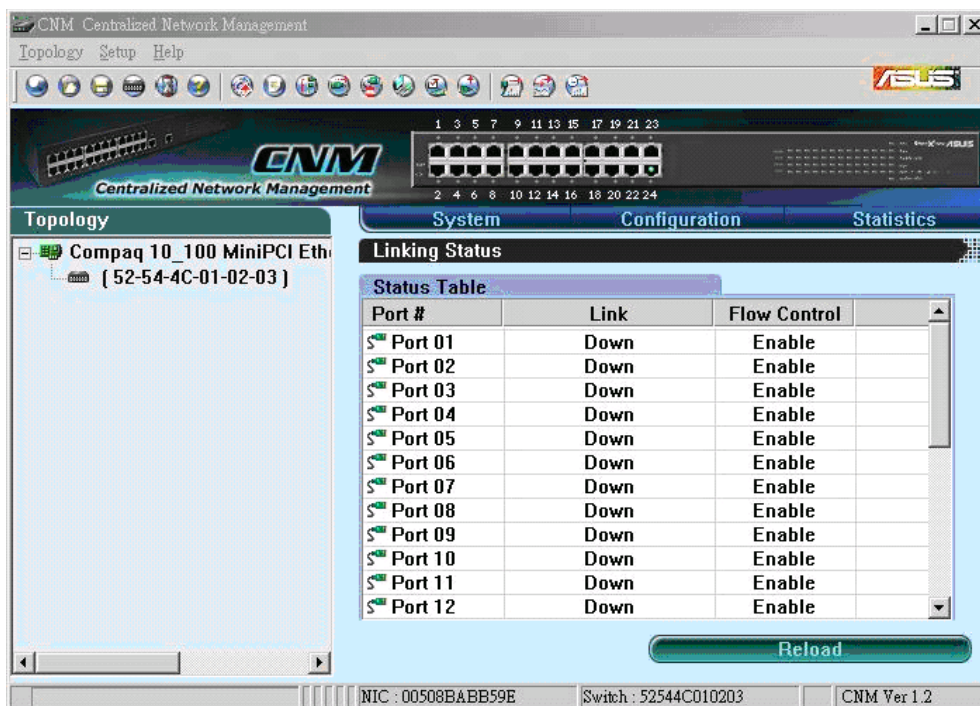 CNM Centralized Network Management
Topology Setup Help
ASUS
1 3 5 7 9 11 13 15 17 19 21 23
CNM
Centralized Network Management
2 4 6 8 10 12 14 16 18 20 22 24
Topology
System Configuration Statistics
Compaq 10_100 MiniPCI Eth
( 52-54-4C-01-02-03 )
Linking Status
Status Table
Port # Link Flow Control
Port 01 Down Enable
Port 02 Down Enable
Port 03 Down Enable
Port 04 Down Enable
Port 05 Down Enable
Port 06 Down Enable
Port 07 Down Enable
Port 08 Down Enable
Port 09 Down Enable
Port 10 Down Enable
Port 11 Down Enable
Port 12 Down Enable
Reload
NIC : 00508BABB59E Switch : 52544C010203 CNM Ver 1.2